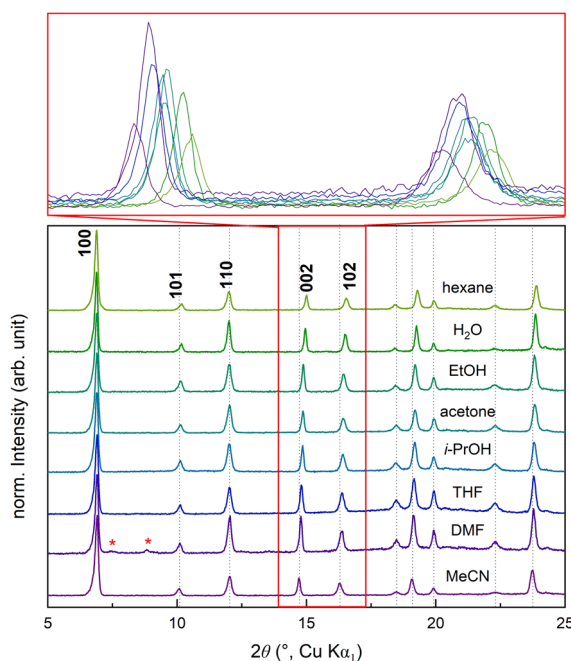 100
101
110
002
102
hexane
H₂O
EtOH
acetone
i-PrOH
THF
* * DMF
MeCN
norm. Intensity (arb. unit)
5 10 15 20 25
2θ (°, Cu Kα₁)